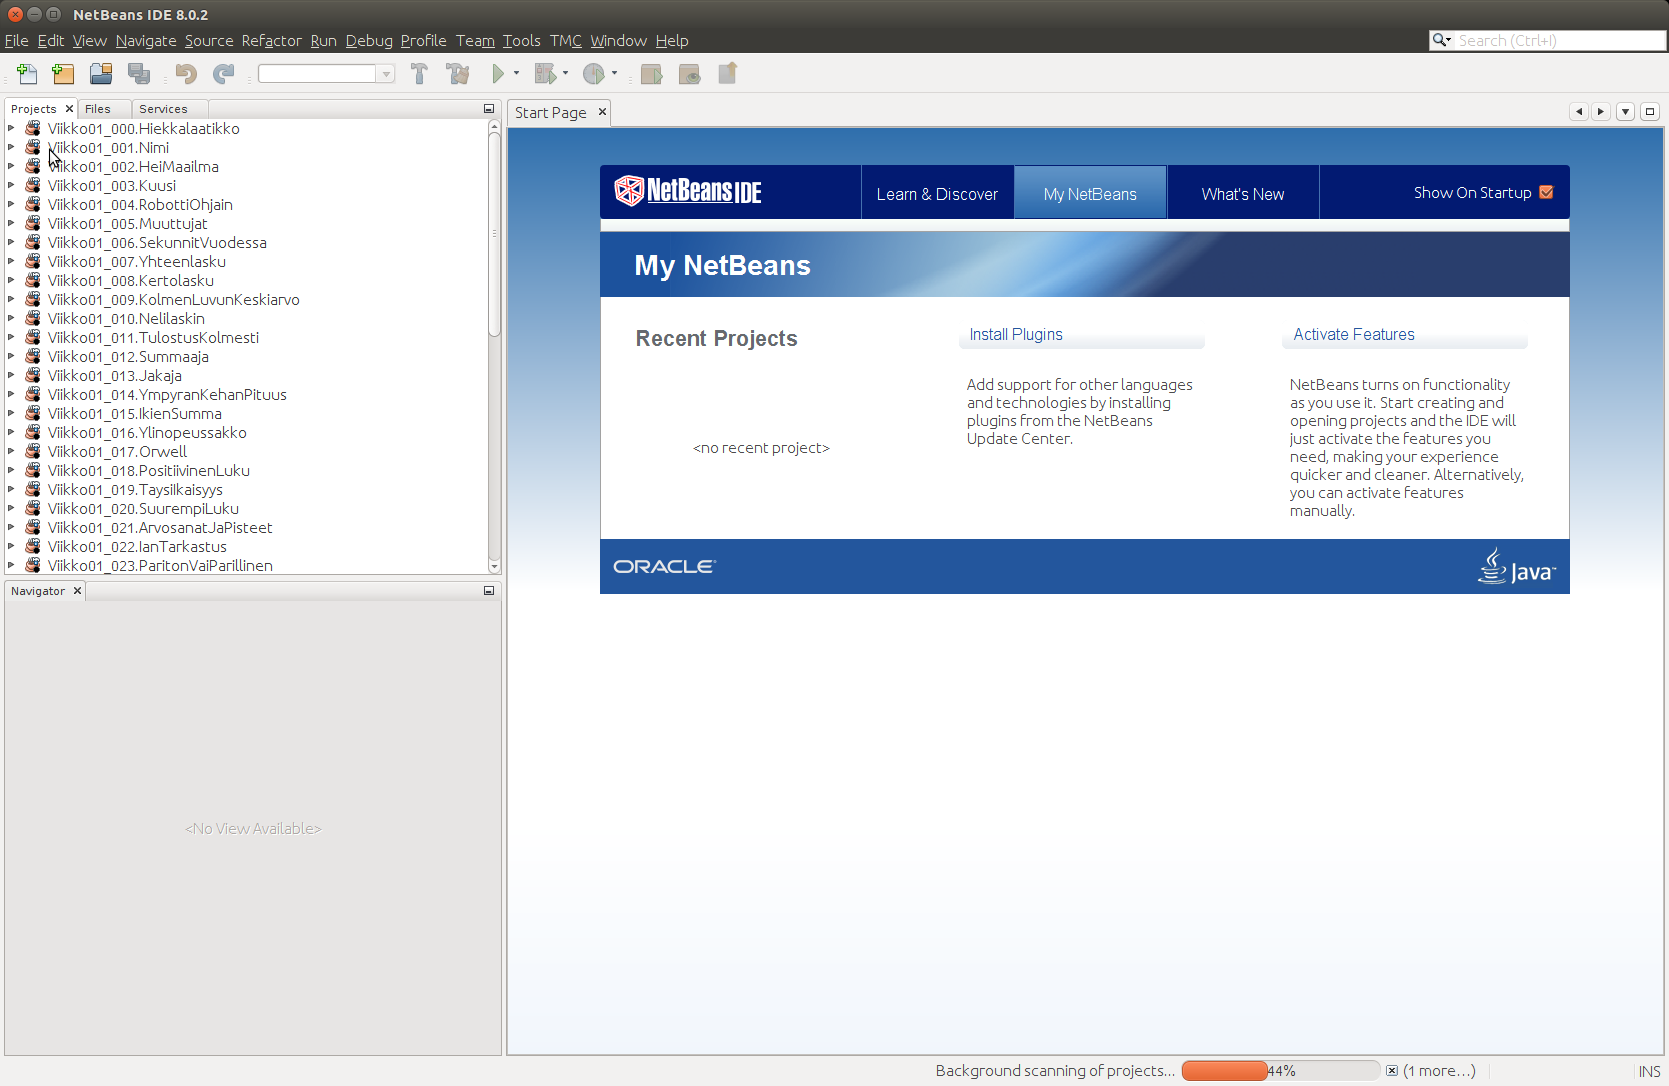 NetBeans IDE 8.0.2
File Edit View Navigate Source Refactor Run Debug Profile Team Tools TMC Window Help
Search (Ctrl+I)
Projects Files Services
Viikko01_000.Hiekkalaatikko
Viikko01_001.Nimi
Viikko01_002.HeiMaailma
Viikko01_003.Kuusi
Viikko01_004.RobottiOhjain
Viikko01_005.Muuttujat
Viikko01_006.SekunnitVuodessa
Viikko01_007.Yhteenlasku
Viikko01_008.Kertolasku
Viikko01_009.KolmenLuvunKeskiarvo
Viikko01_010.Nelilaskin
Viikko01_011.TulostusKolmesti
Viikko01_012.Summaaja
Viikko01_013.Jakaja
Viikko01_014.YmpyranKehanPituus
Viikko01_015.IkienSumma
Viikko01_016.Ylinopeussakko
Viikko01_017.Orwell
Viikko01_018.PositiivinenLuku
Viikko01_019.Taysilkaisyys
Viikko01_020.SuurempiLuku
Viikko01_021.ArvosanatJaPisteet
Viikko01_022.IanTarkastus
Viikko01_023.ParitonVaiParillinen
Navigator
<No View Available>
Start Page
NetBeans IDE
Learn & Discover
My NetBeans
What's New
Show On Startup
My NetBeans
Recent Projects
<no recent project>
Install Plugins
Add support for other languages
and technologies by installing
plugins from the NetBeans
Update Center.
Activate Features
NetBeans turns on functionality
as you use it. Start creating and
opening projects and the IDE will
just activate the features you
need, making your experience
quicker and cleaner. Alternatively,
you can activate features
manually.
ORACLE
Java
Background scanning of projects... 44% (1 more...)
INS